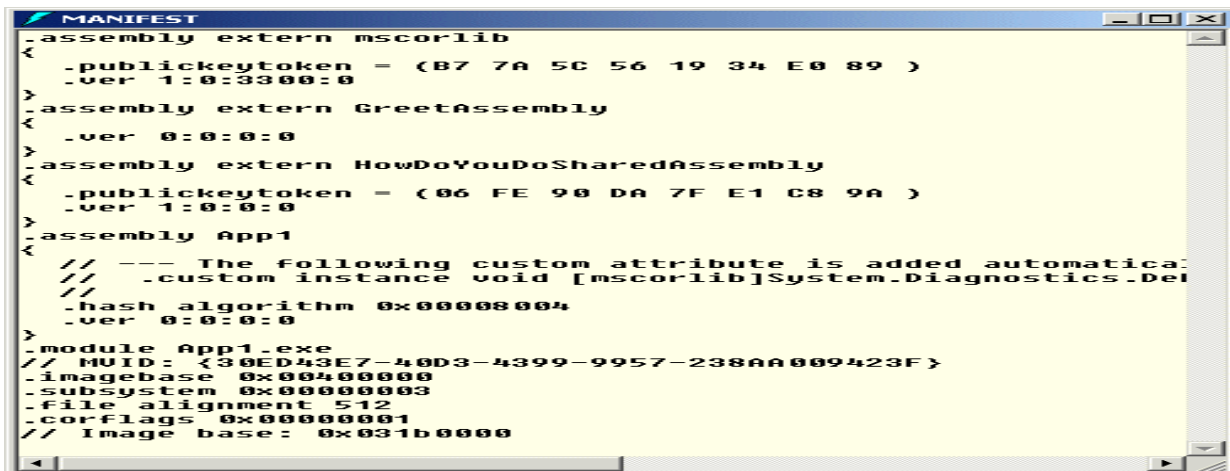 MANIFEST
.assembly extern mscorlib
{
  .publickeytoken = (B7 7A 5C 56 19 34 E0 89 )
  .ver 1:0:3300:0
}
.assembly extern GreetAssembly
{
  .ver 0:0:0:0
}
.assembly extern HowDoYouDoSharedAssembly
{
  .publickeytoken = (06 FE 90 DA 7F E1 C8 9A )
  .ver 1:0:0:0
}
.assembly App1
{
  // --- The following custom attribute is added automatical
  //  .custom instance void [mscorlib]System.Diagnostics.Del
  //
  .hash algorithm 0x00008004
  .ver 0:0:0:0
}
.module App1.exe
// MVID: {30ED43E7-40D3-4399-9957-238AA009423F}
.imagebase 0x00400000
.subsystem 0x00000003
.file alignment 512
.corflags 0x00000001
// Image base: 0x031b0000